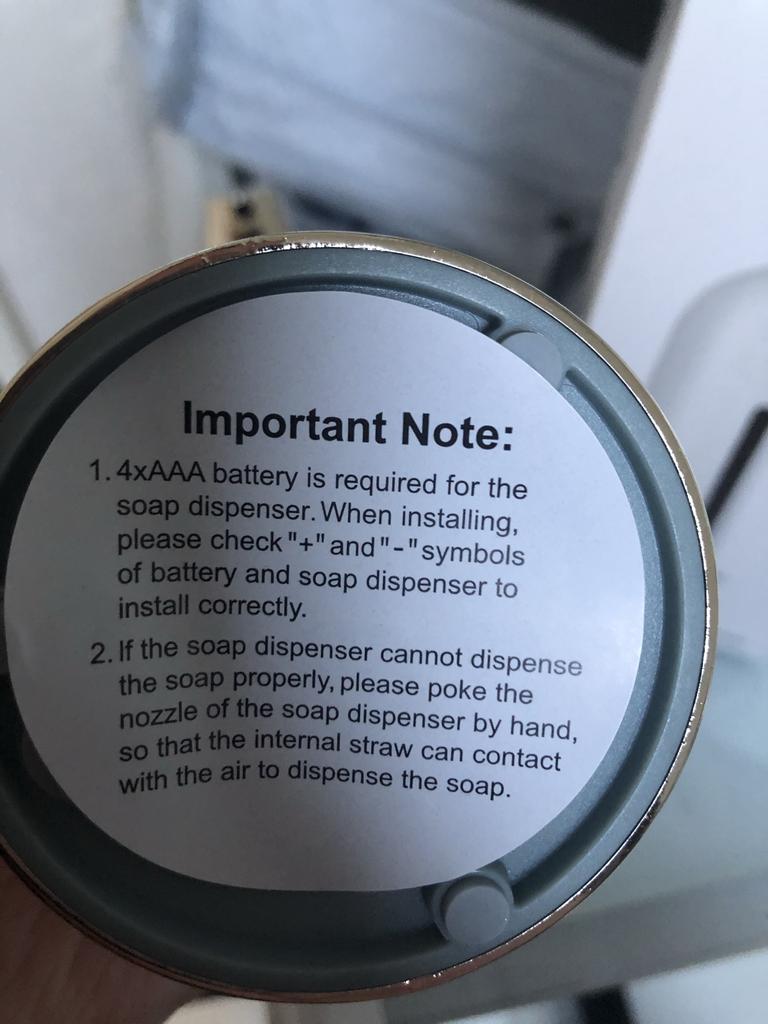 Important Note:
1. 4xAAA battery is required for the
soap dispenser. When installing,
please check "+" and "-" symbols
of battery and soap dispenser to
install correctly.
2. If the soap dispenser cannot dispense
the soap properly, please poke the
nozzle of the soap dispenser by hand,
so that the internal straw can contact
with the air to dispense the soap.